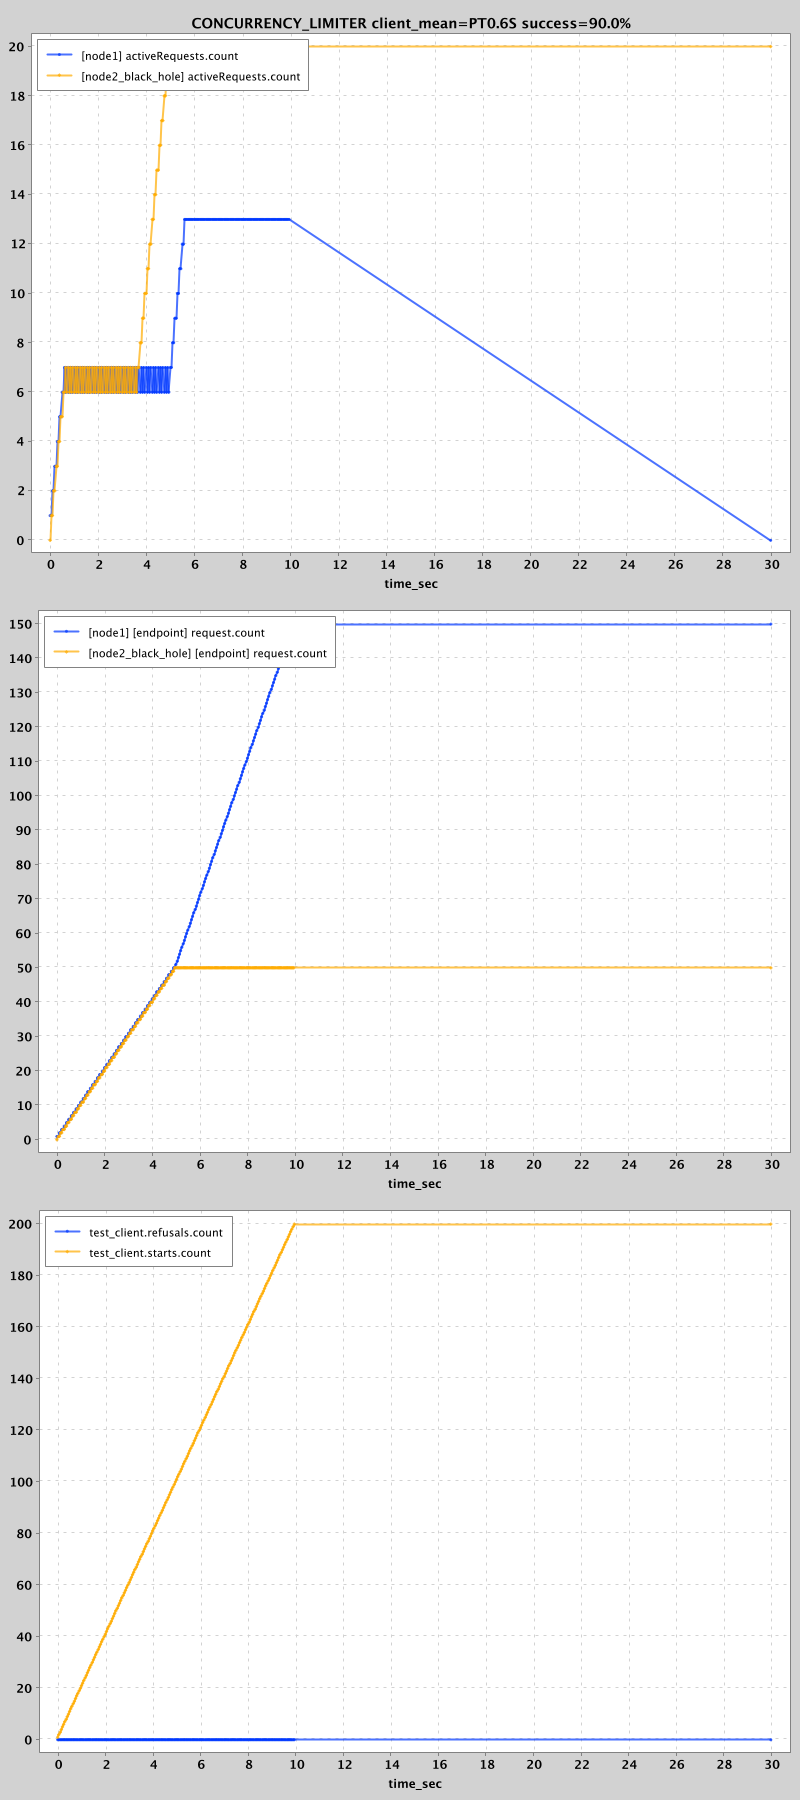 CONCURRENCY_LIMITER client_mean=PT0.6S success=90.0%
[node1] activeRequests.count
[node2_black_hole] activeRequests.count
20
18
16
14
12
10
8
6
4
2
0
0 2 4 6 8 10 12 14 16 18 20 22 24 26 28 30
time_sec
[node1] [endpoint] request.count
[node2_black_hole] [endpoint] request.count
150
140
130
120
110
100
90
80
70
60
50
40
30
20
10
0
0 2 4 6 8 10 12 14 16 18 20 22 24 26 28 30
time_sec
test_client.refusals.count
test_client.starts.count
200
180
160
140
120
100
80
60
40
20
0
0 2 4 6 8 10 12 14 16 18 20 22 24 26 28 30
time_sec